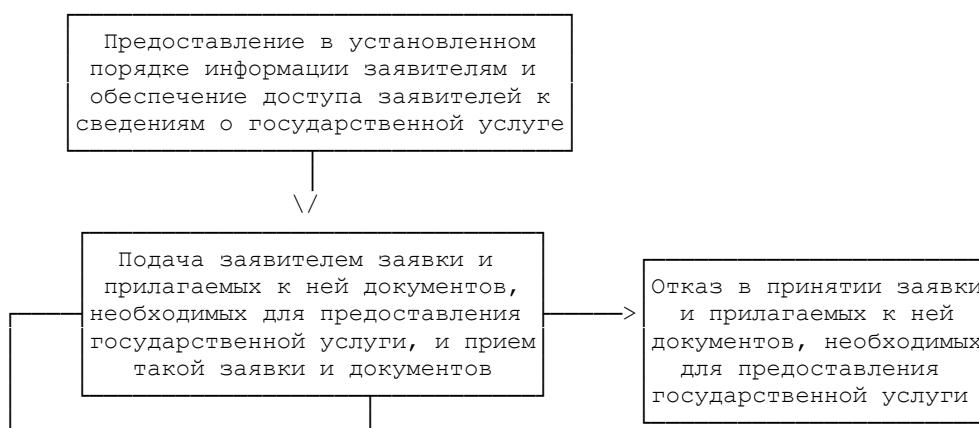 Предоставление в установленном
порядке информации заявителям и
обеспечение доступа заявителей к
сведениям о государственной услуге
Подача заявителем заявки и
прилагаемых к ней документов,
необходимых для предоставления
государственной услуги, и прием
такой заявки и документов
Отказ в принятии заявки
и прилагаемых к ней
документов, необходимых
для предоставления
государственной услуги